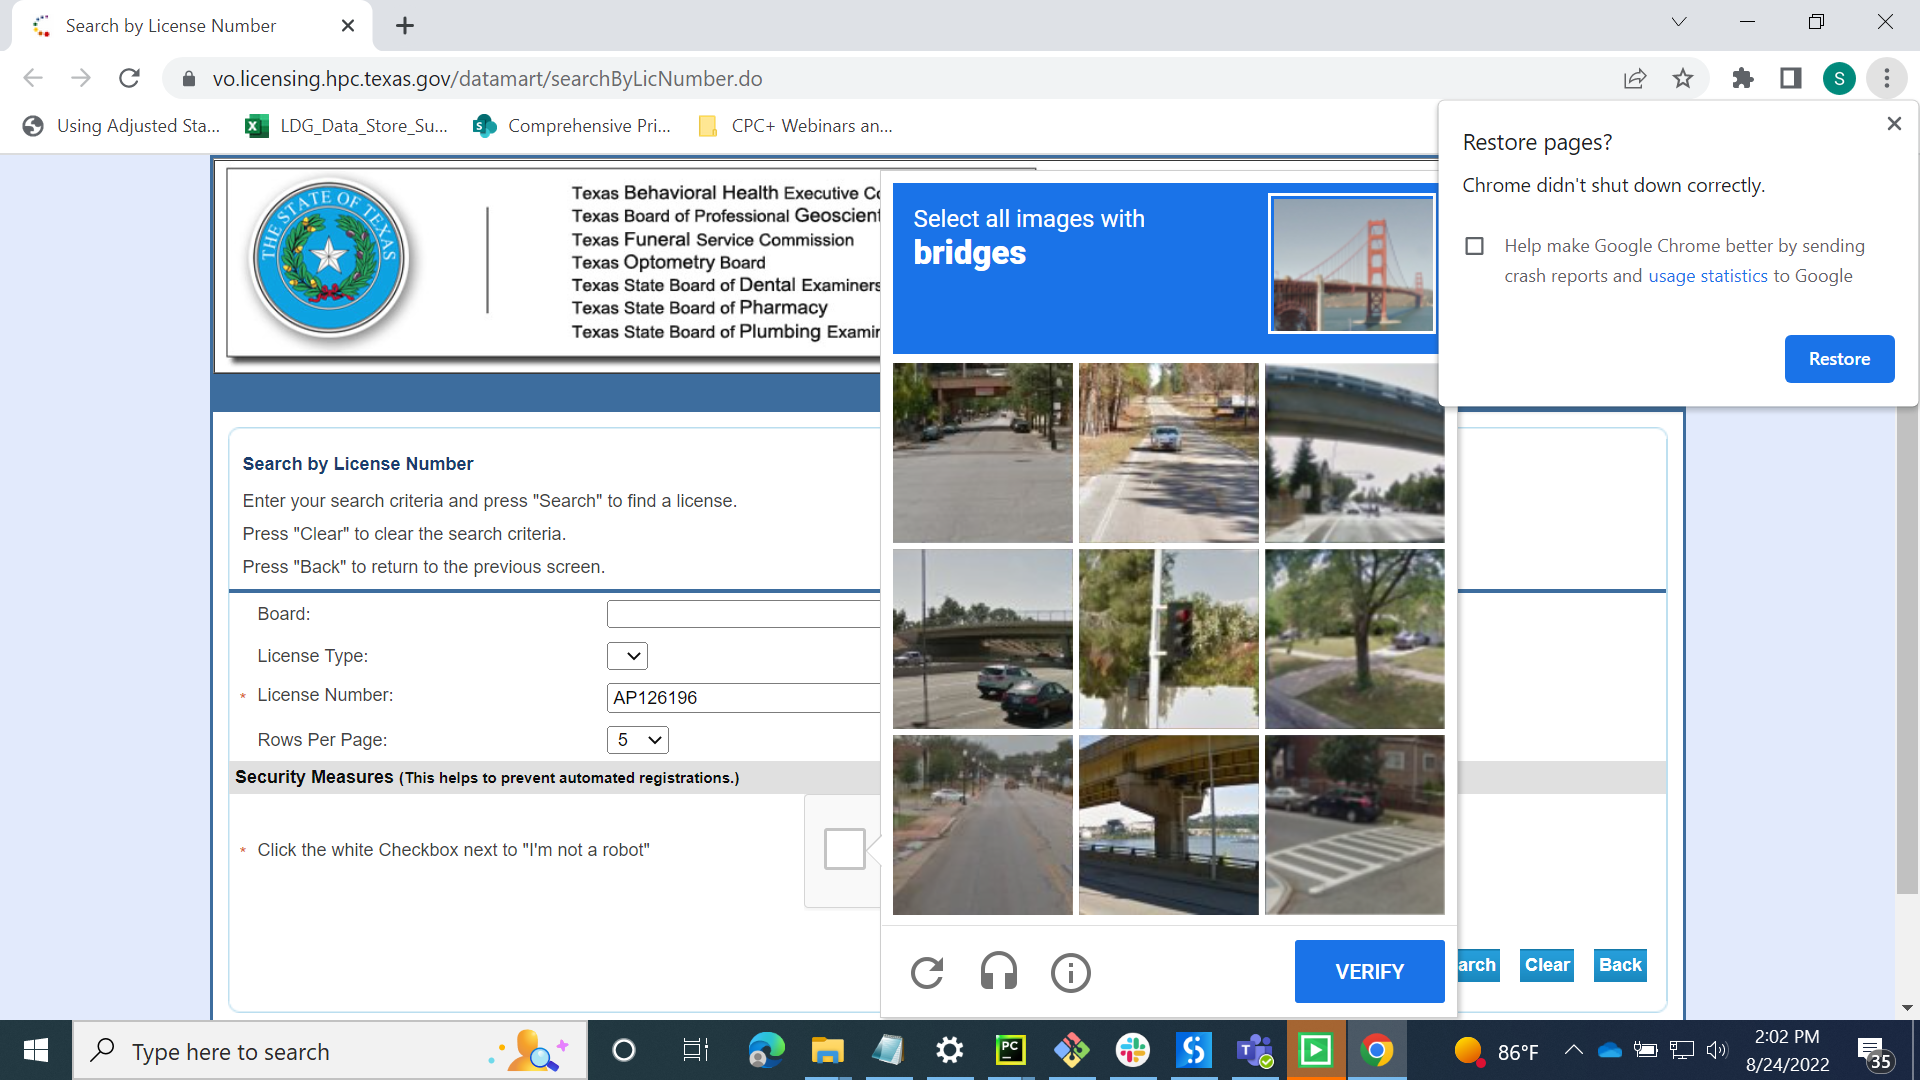 Search by License Number
vo.licensing.hpc.texas.gov/datamart/searchByLicNumber.do
S
Using Adjusted Sta...
LDG_Data_Store_Su...
Comprehensive Pri...
CPC+ Webinars an...
Restore pages?
Chrome didn't shut down correctly.
Help make Google Chrome better by sending
crash reports and usage statistics to Google
Restore
THE STATE OF TEXAS
Texas Behavioral Health Executive Co
Texas Board of Professional Geoscient
Texas Funeral Service Commission
Texas Optometry Board
Texas State Board of Dental Examiners
Texas State Board of Pharmacy
Texas State Board of Plumbing Examin
Select all images with
bridges
Search by License Number
Enter your search criteria and press "Search" to find a license.
Press "Clear" to clear the search criteria.
Press "Back" to return to the previous screen.
Board:
License Type:
* License Number:
AP126196
Rows Per Page:
5
Security Measures (This helps to prevent automated registrations.)
* Click the white Checkbox next to "I'm not a robot"
VERIFY
arch
Clear
Back
Type here to search
PC
86°F
2:02 PM
8/24/2022
35